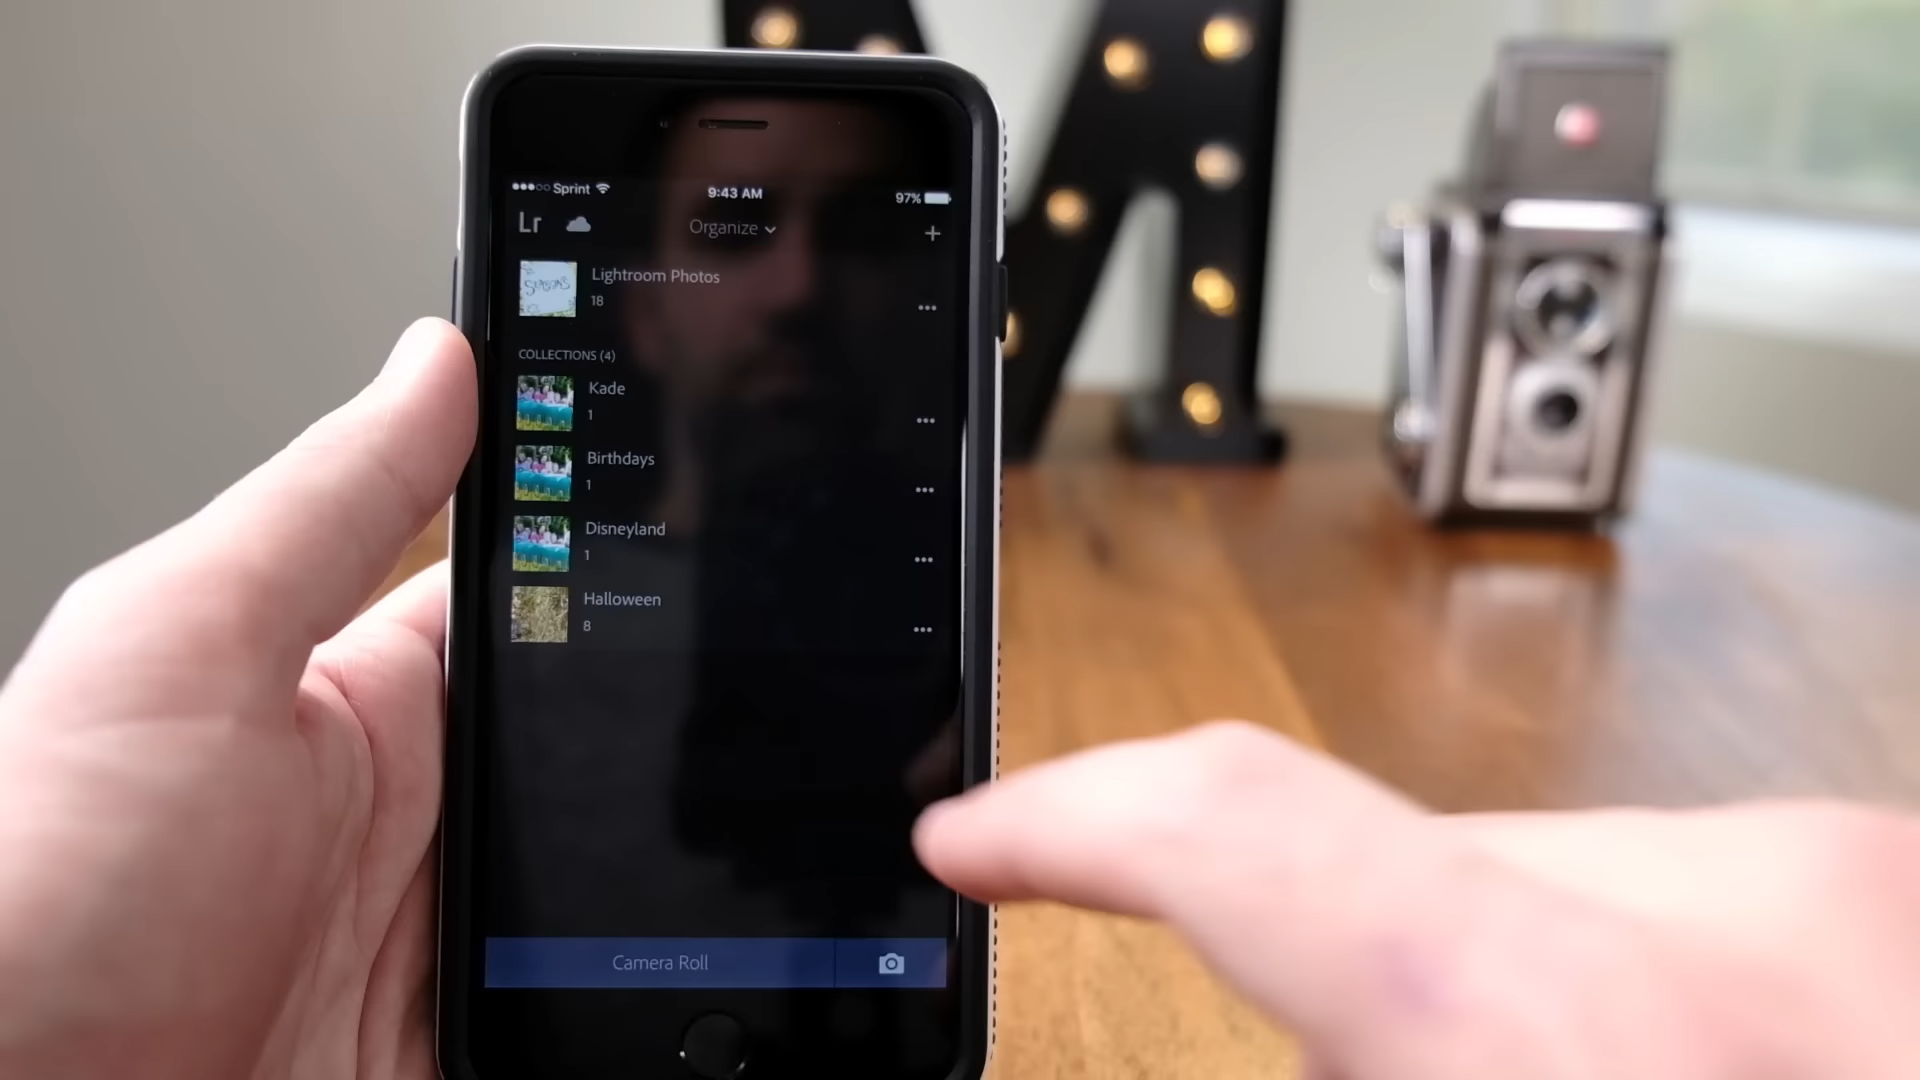 Sprint 9:43 AM 97%
Lr Organize
Lightroom Photos
18
COLLECTIONS (4)
Kade
1
Birthdays
1
Disneyland
1
Halloween
8
Camera Roll
SEASONS